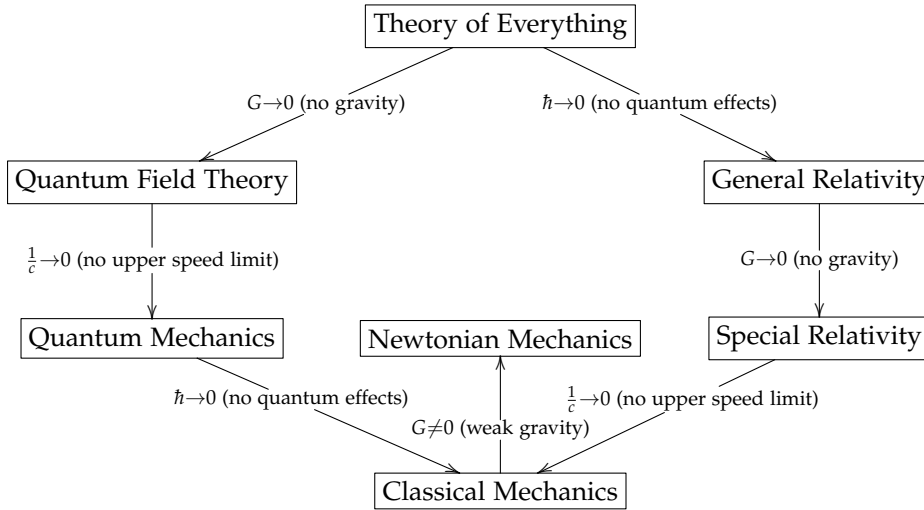 Theory of Everything
G→0 (no gravity)
ħ→0 (no quantum effects)
Quantum Field Theory
General Relativity
1/c→0 (no upper speed limit)
G→0 (no gravity)
Quantum Mechanics
Newtonian Mechanics
Special Relativity
ħ→0 (no quantum effects)
1/c→0 (no upper speed limit)
G≠0 (weak gravity)
Classical Mechanics